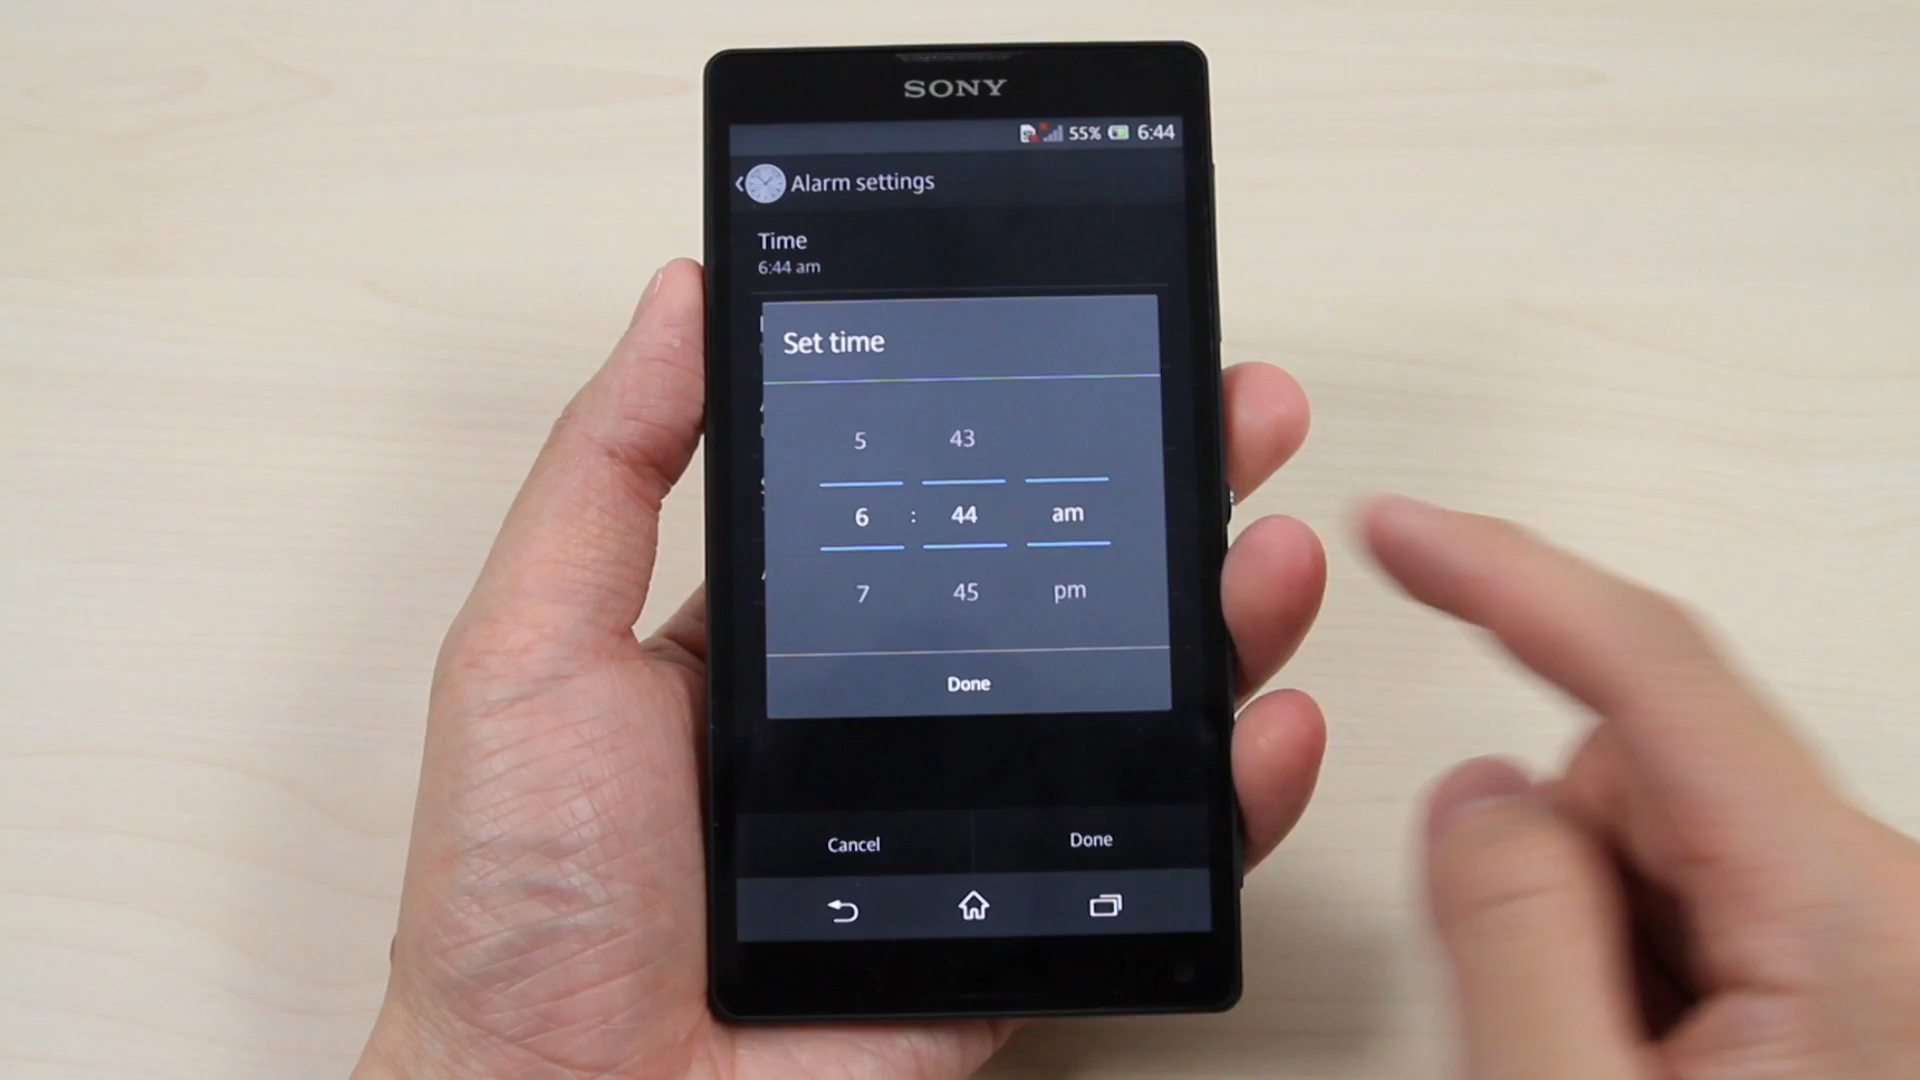 SONY
55% 6:44
Alarm settings
Time
6:44 am
Set time
5 43
6 : 44 am
7 45 pm
Done
Cancel Done